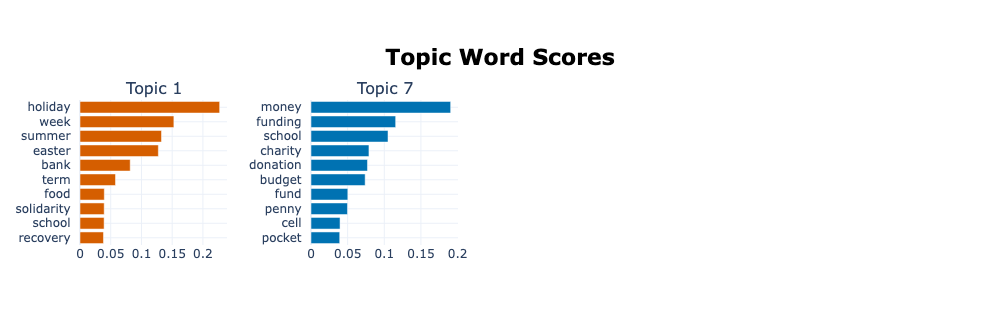 Topic Word Scores
Topic 1
holiday
week
summer
easter
bank
term
food
solidarity
school
recovery
0 0.05 0.1 0.15 0.2
Topic 7
money
funding
school
charity
donation
budget
fund
penny
cell
pocket
0 0.05 0.1 0.15 0.2